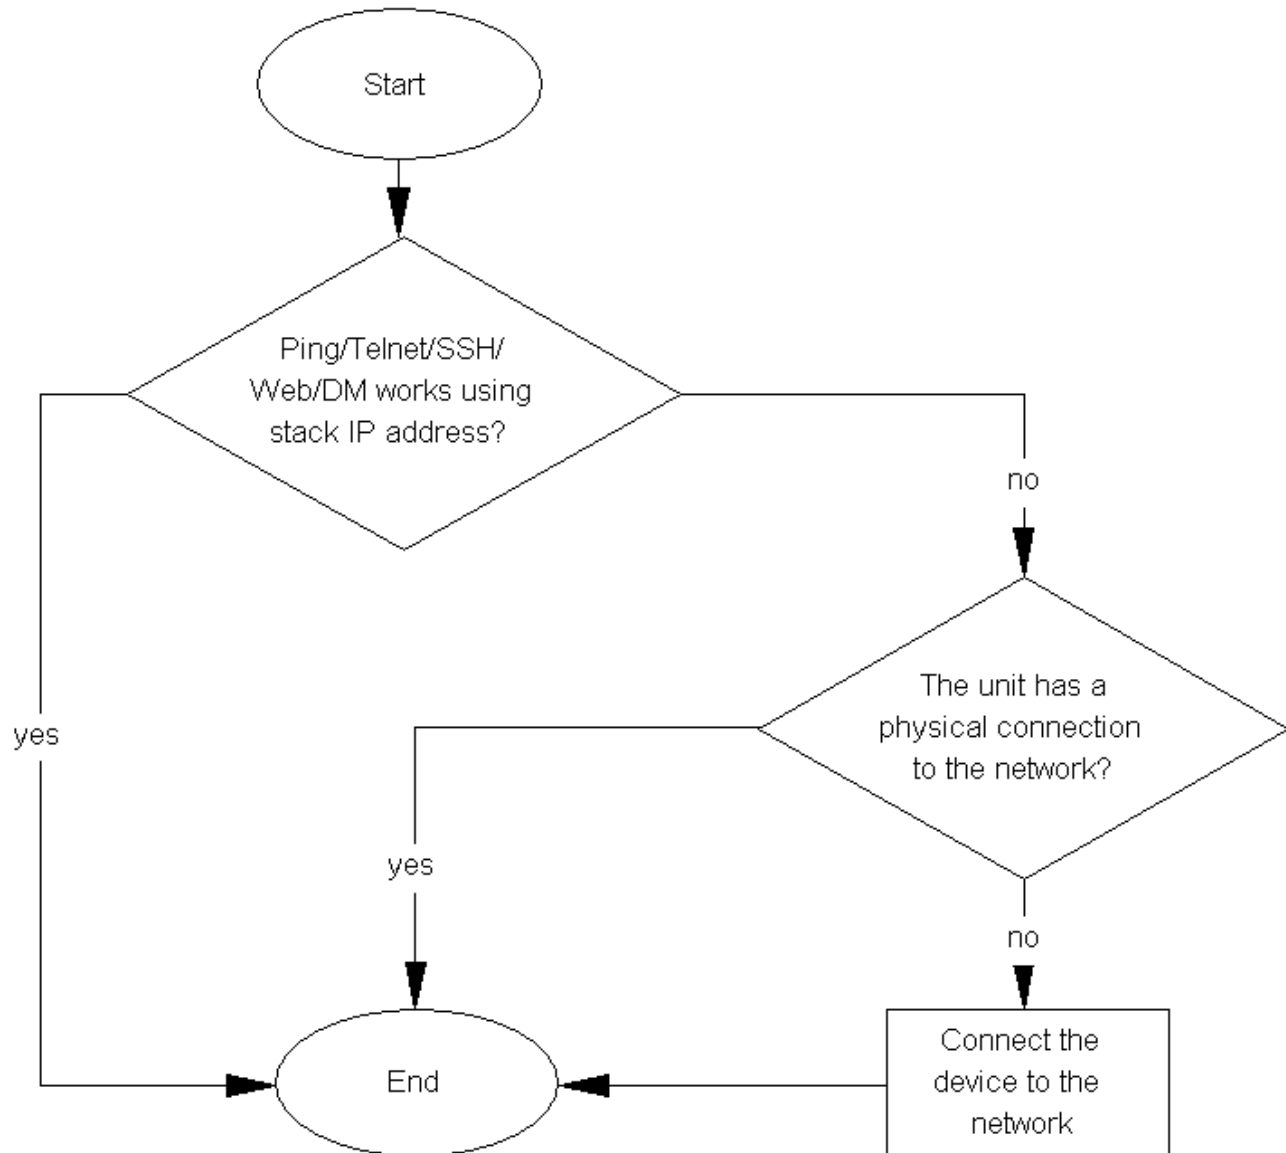 Start
Ping/Telnet/SSH/
Web/DM works using
stack IP address?
no
The unit has a
physical connection
to the network?
yes
yes
no
Connect the
device to the
network
End